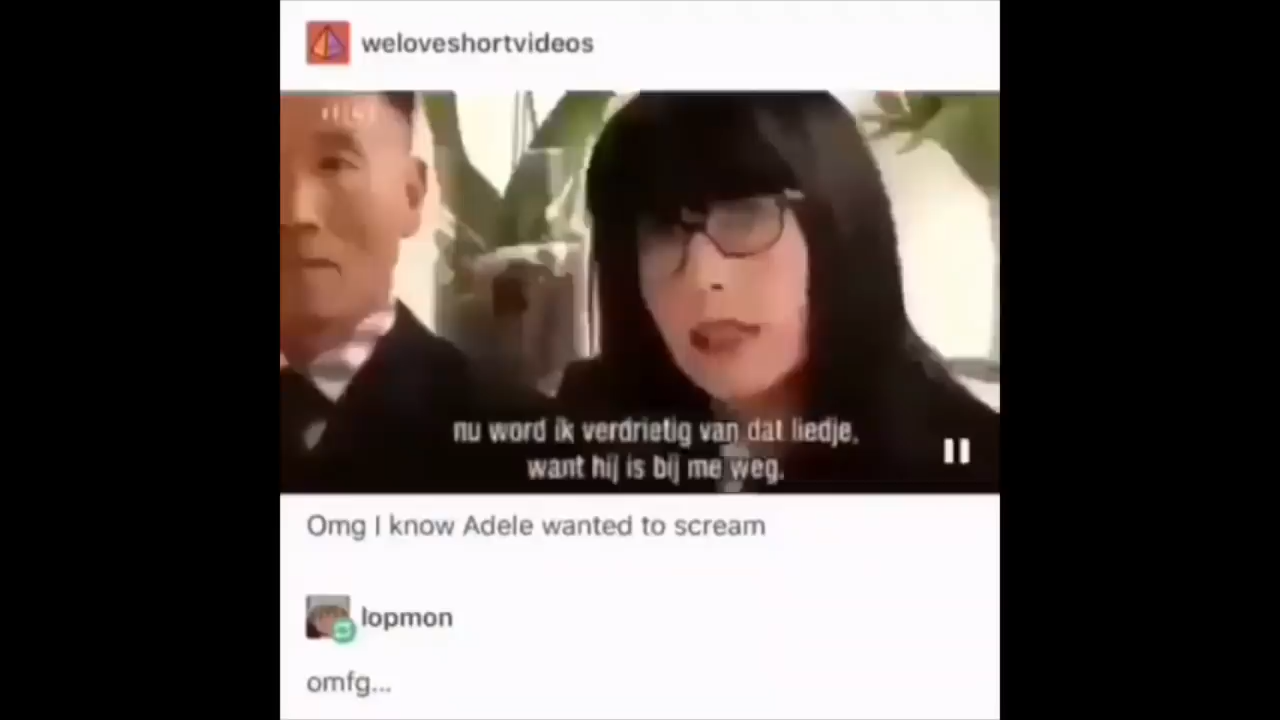 weloveshortvideos
nu word ik verdrietig van dat liedje,
want hij is bij me weg.
Omg I know Adele wanted to scream
lopmon
omfg...